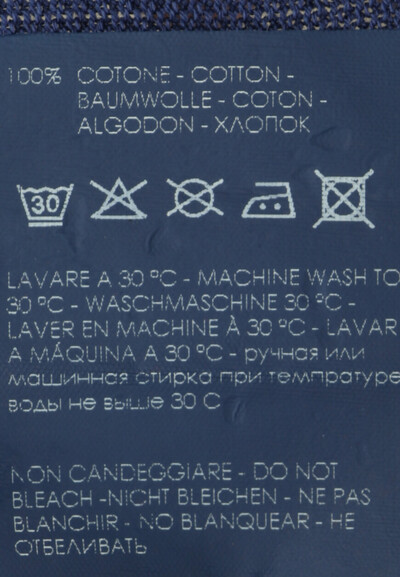 100% COTONE - COTTON -
BAUMWOLLE - COTON -
ALGODON - ХЛОПОК
30
LAVARE A 30 °C - MACHINE WASH TO
30 °C - WASCHMASCHINE 30 °C -
LAVER EN MACHINE À 30 °C - LAVAR
A MÁQUINA A 30 °C - ручная или
машинная стирка при темпратуре
воды не выше 30 С
NON CANDEGGIARE - DO NOT
BLEACH -NICHT BLEICHEN - NE PAS
BLANCHIR - NO BLANQUEAR - НЕ
ОТБЕЛИВАТЬ